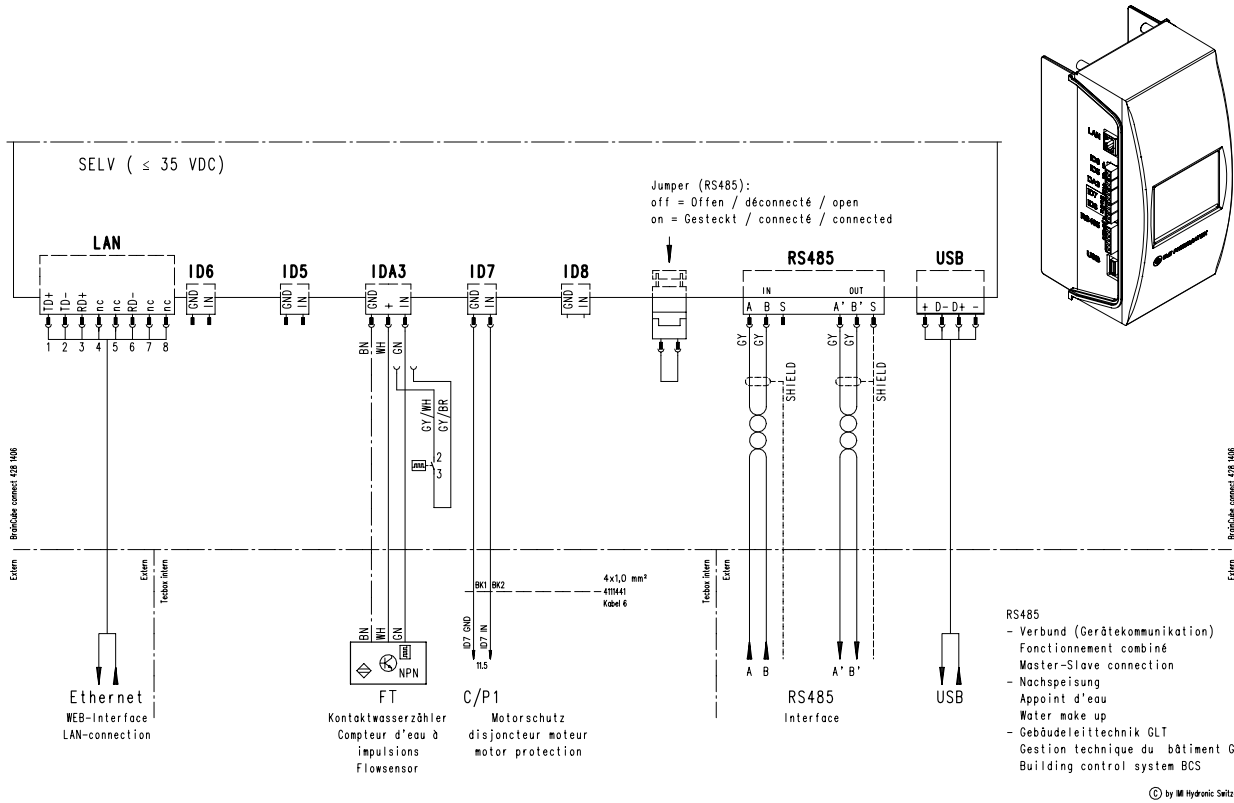 SELV ( ≤ 35 VDC)
Jumper (RS485):
off = Offen / déconnecté / open
on = Gesteckt / connecté / connected
LAN
ID6
ID5
IDA3
ID7
ID8
RS485
USB
TD+
TD-
RD+
nc
nc
RD-
nc
nc
GND
IN
GND
IN
GND
+
IN
GND
IN
GND
IN
IN
OUT
A B S
A' B' S
+ D- D+ -
1 2 3 4 5 6 7 8
BN
WH
GN
GY
GY
SHIELD
GY
GY
SHIELD
GY/WH
GY/BR
2
3
BrainCube connect 428 1406
BrainCube connect 428 1406
Extern
Extern
Tecbox intern
Tecbox intern
Extern
Extern
BK1 BK2
4x1,0 mm²
4111441
Kabel 6
BN
WH
GN
NPN
ID7 GND
ID7 IN
11.5
A B
A' B'
Ethernet
WEB-Interface
LAN-connection
FT
Kontaktwasserzähler
Compteur d'eau à
impulsions
Flowsensor
C/P1
Motorschutz
disjoncteur moteur
motor protection
RS485
Interface
USB
RS485
- Verbund (Gerätekommunikation)
Fonctionnement combiné
Master-Slave connection
- Nachspeisung
Appoint d'eau
Water make up
- Gebäudeleittechnik GLT
Gestion technique du bâtiment G
Building control system BCS
© by IMI Hydronic Switz
LAN
RS485
USB